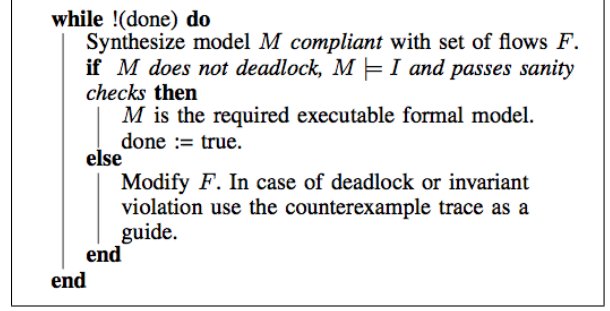 while !(done) do
Synthesize model M compliant with set of flows F.
if M does not deadlock, M ⊨ I and passes sanity
checks then
M is the required executable formal model.
done := true.
else
Modify F. In case of deadlock or invariant
violation use the counterexample trace as a
guide.
end
end